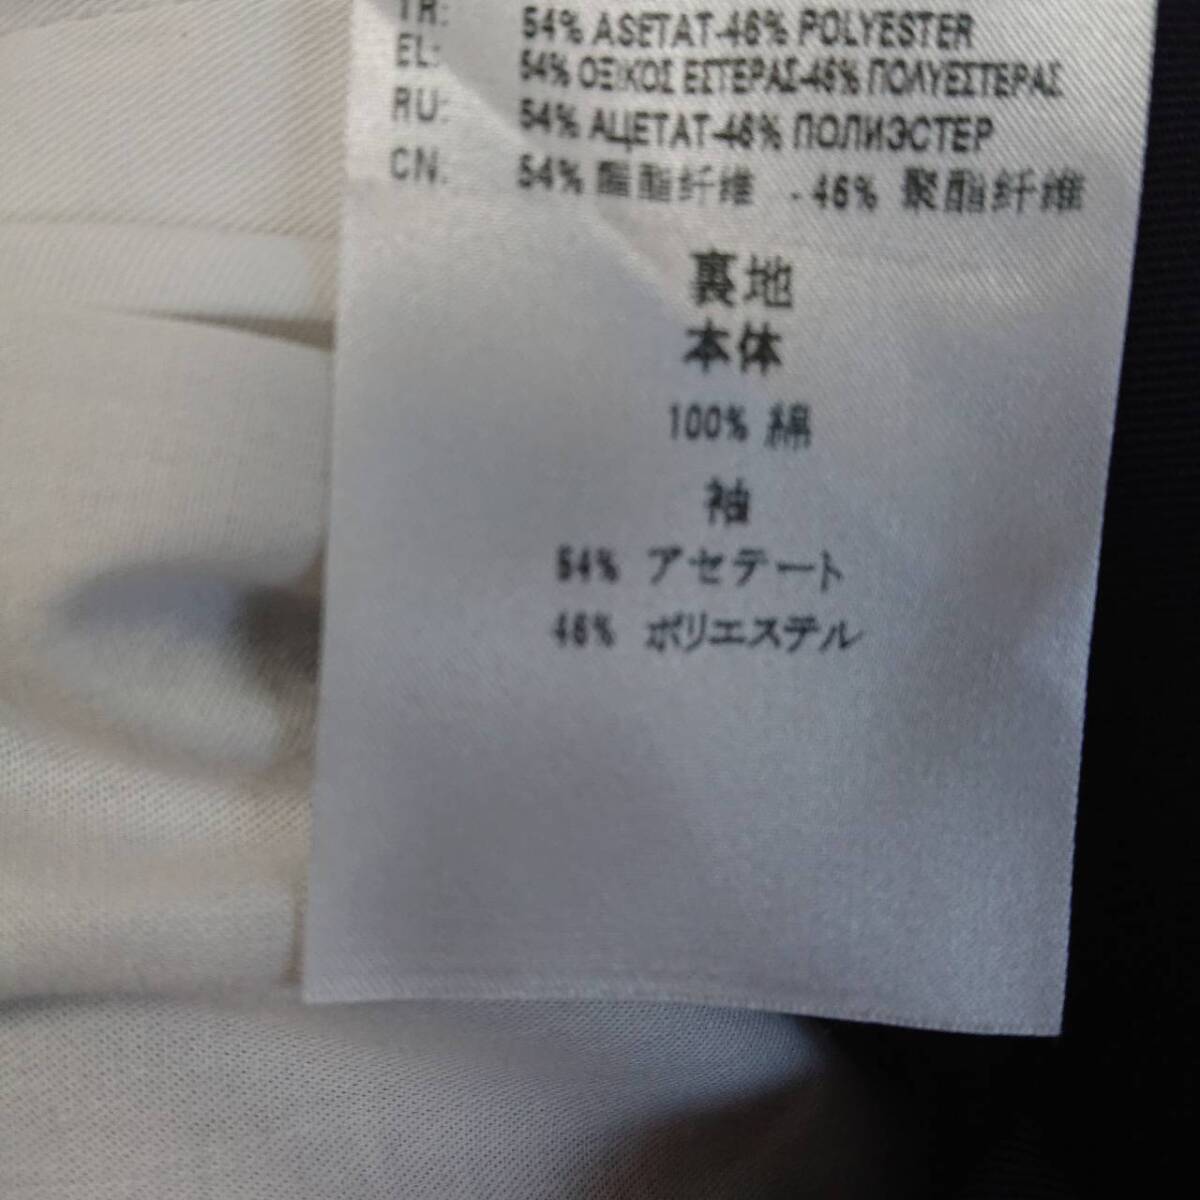 TR: 54% ASETAT-46% POLYESTER
EL: 54% ΟΞΙΚΟΣ ΕΣΤΕΡΑΣ-46% ΠΟΛΥΕΣΤΕΡΑΣ
RU: 54% АЦЕТАТ-46% ПОЛИЭСТЕР
CN: 54% 醋酯纤维 - 46% 聚酯纤维
裏地
本体
100% 綿
袖
54% アセテート
46% ポリエステル